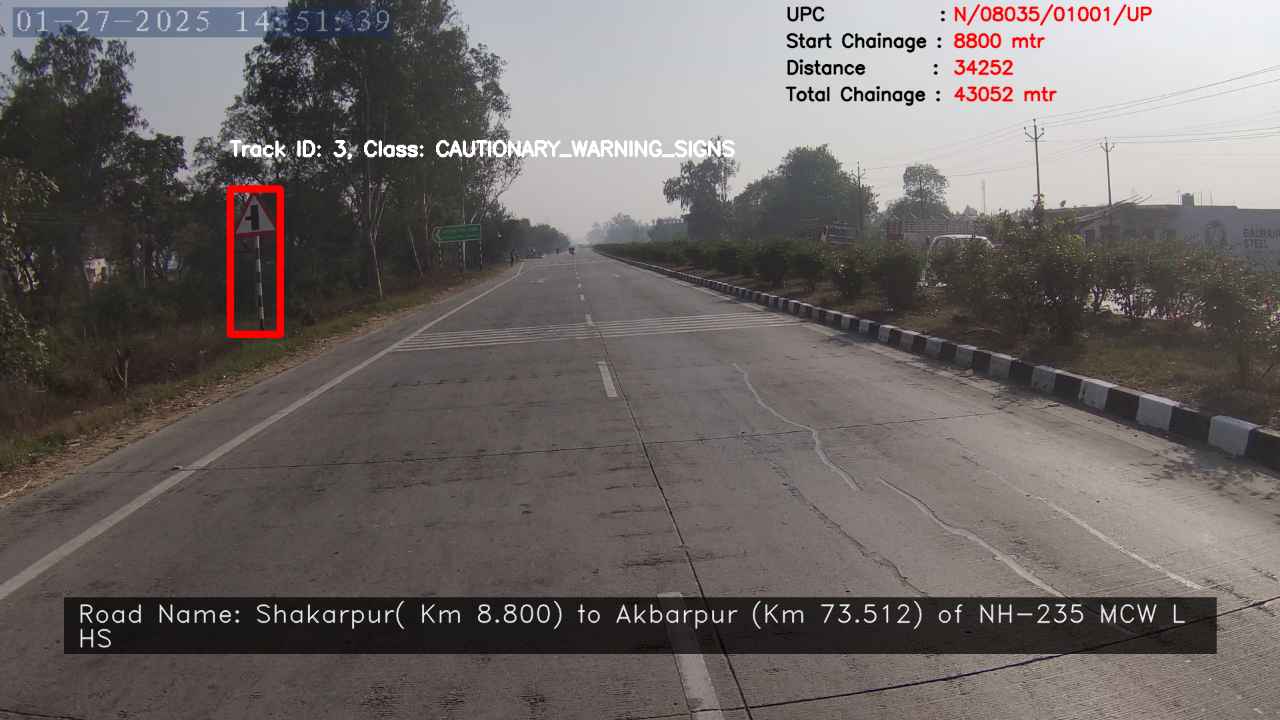 01-27-2025 14:51:39
UPC : N/08035/01001/UP
Start Chainage : 8800 mtr
Distance : 34252
Total Chainage : 43052 mtr
Track ID: 3, Class: CAUTIONARY_WARNING_SIGNS
STEEL
Road Name: Shakarpur( Km 8.800) to Akbarpur (Km 73.512) of NH-235 MCW L
HS